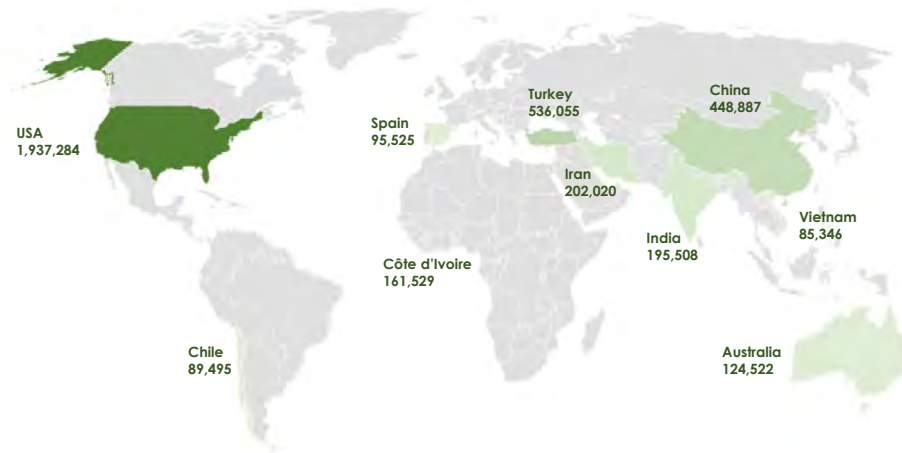 USA
1,937,284
Spain
95,525
Turkey
536,055
China
448,887
Iran
202,020
India
195,508
Vietnam
85,346
Côte d'Ivoire
161,529
Chile
89,495
Australia
124,522